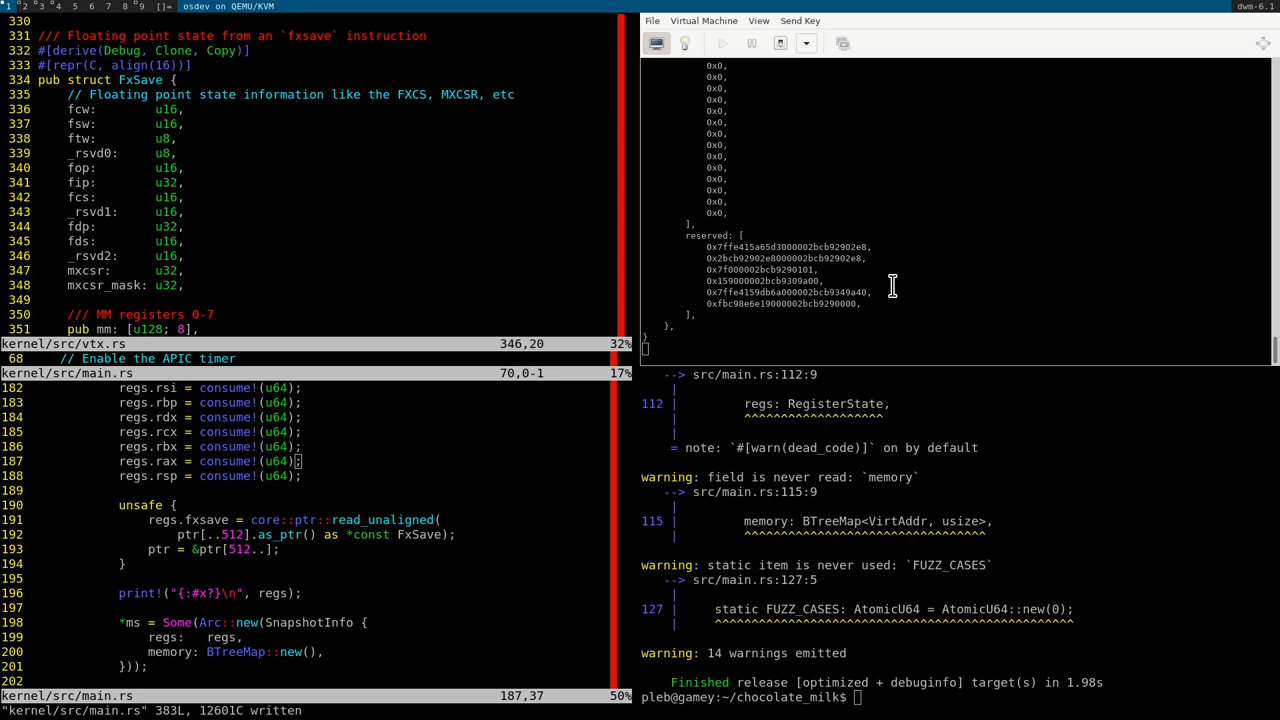 1 2 3 4 5 6 7 8 9 []= osdev on QEMU/KVM dwm-6.1
330
331 /// Floating point state from an `fxsave` instruction
332 #[derive(Debug, Clone, Copy)]
333 #[repr(C, align(16))]
334 pub struct FxSave {
335     // Floating point state information like the FXCS, MXCSR, etc
336     fcw:        u16,
337     fsw:        u16,
338     ftw:        u8,
339     _rsvd0:     u8,
340     fop:        u16,
341     fip:        u32,
342     fcs:        u16,
343     _rsvd1:     u16,
344     fdp:        u32,
345     fds:        u16,
346     _rsvd2:     u16,
347     mxcsr:      u32,
348     mxcsr_mask: u32,
349
350     /// MM registers 0-7
351     pub mm: [u128; 8],
kernel/src/vtx.rs 346,20 32%
68     // Enable the APIC timer
kernel/src/main.rs 70,0-1 17%
182             regs.rsi = consume!(u64);
183             regs.rbp = consume!(u64);
184             regs.rdx = consume!(u64);
185             regs.rcx = consume!(u64);
186             regs.rbx = consume!(u64);
187             regs.rax = consume!(u64);
188             regs.rsp = consume!(u64);
189
190             unsafe {
191                 regs.fxsave = core::ptr::read_unaligned(
192                     ptr[..512].as_ptr() as *const FxSave);
193                 ptr = &ptr[512..];
194             }
195
196             print!("{:#x?}\n", regs);
197
198             *ms = Some(Arc::new(SnapshotInfo {
199                 regs:   regs,
200                 memory: BTreeMap::new(),
201             }));
202
kernel/src/main.rs 187,37 50%
"kernel/src/main.rs" 383L, 12601C written
File Virtual Machine View Send Key
0x0,
0x0,
0x0,
0x0,
0x0,
0x0,
0x0,
0x0,
0x0,
0x0,
0x0,
0x0,
0x0,
0x0,
],
reserved: [
0x7ffe415a65d3000002bcb92902e8,
0x2bcb92902e8000002bcb92902e8,
0x7f000002bcb9290101,
0x159000002bcb9309a00,
0x7ffe4159db6a000002bcb9349a40,
0xfbc98e6e19000002bcb9290000,
],
},
}
--> src/main.rs:112:9
|
112 |         regs: RegisterState,
|         ^^^^^^^^^^^^^^^^^^^
|
= note: `#[warn(dead_code)]` on by default
warning: field is never read: `memory`
--> src/main.rs:115:9
|
115 |         memory: BTreeMap<VirtAddr, usize>,
|         ^^^^^^^^^^^^^^^^^^^^^^^^^^^^^^^^^
warning: static item is never used: `FUZZ_CASES`
--> src/main.rs:127:5
|
127 |     static FUZZ_CASES: AtomicU64 = AtomicU64::new(0);
|     ^^^^^^^^^^^^^^^^^^^^^^^^^^^^^^^^^^^^^^^^^^^^^^^^^
warning: 14 warnings emitted
Finished release [optimized + debuginfo] target(s) in 1.98s
pleb@gamey:~/chocolate_milk$